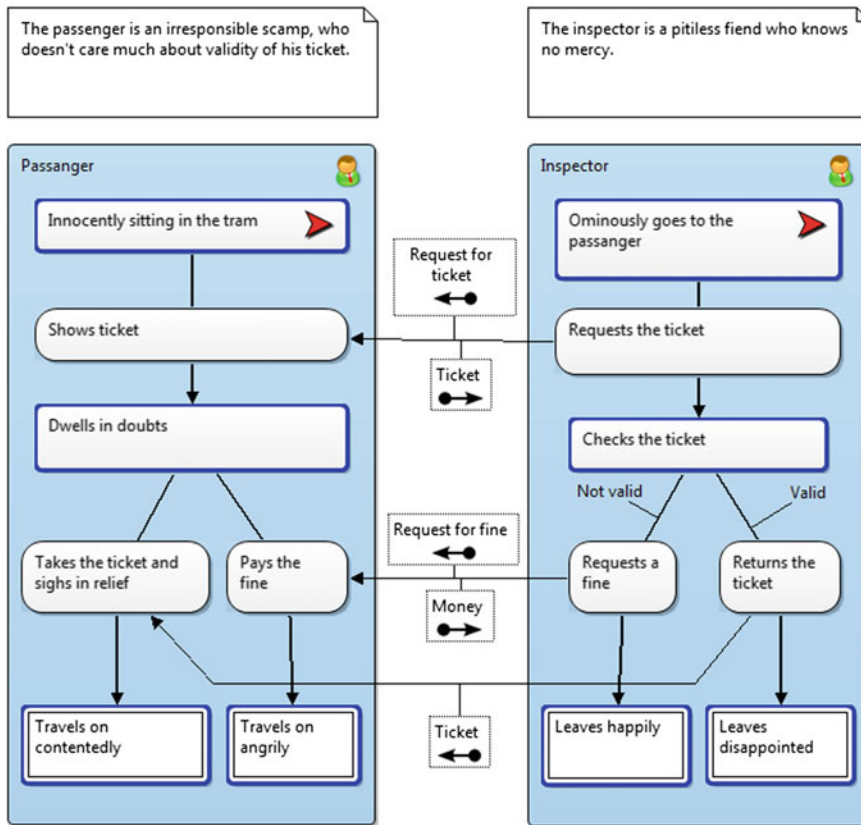 The passenger is an irresponsible scamp, who
doesn't care much about validity of his ticket.
The inspector is a pitiless fiend who knows
no mercy.
Passanger
Innocently sitting in the tram
Shows ticket
Dwells in doubts
Takes the ticket and
sighs in relief
Pays the
fine
Travels on
contentedly
Travels on
angrily
Request for
ticket
Ticket
Request for fine
Money
Ticket
Inspector
Ominously goes to the
passanger
Requests the ticket
Checks the ticket
Not valid
Valid
Requests a
fine
Returns the
ticket
Leaves happily
Leaves
disappointed